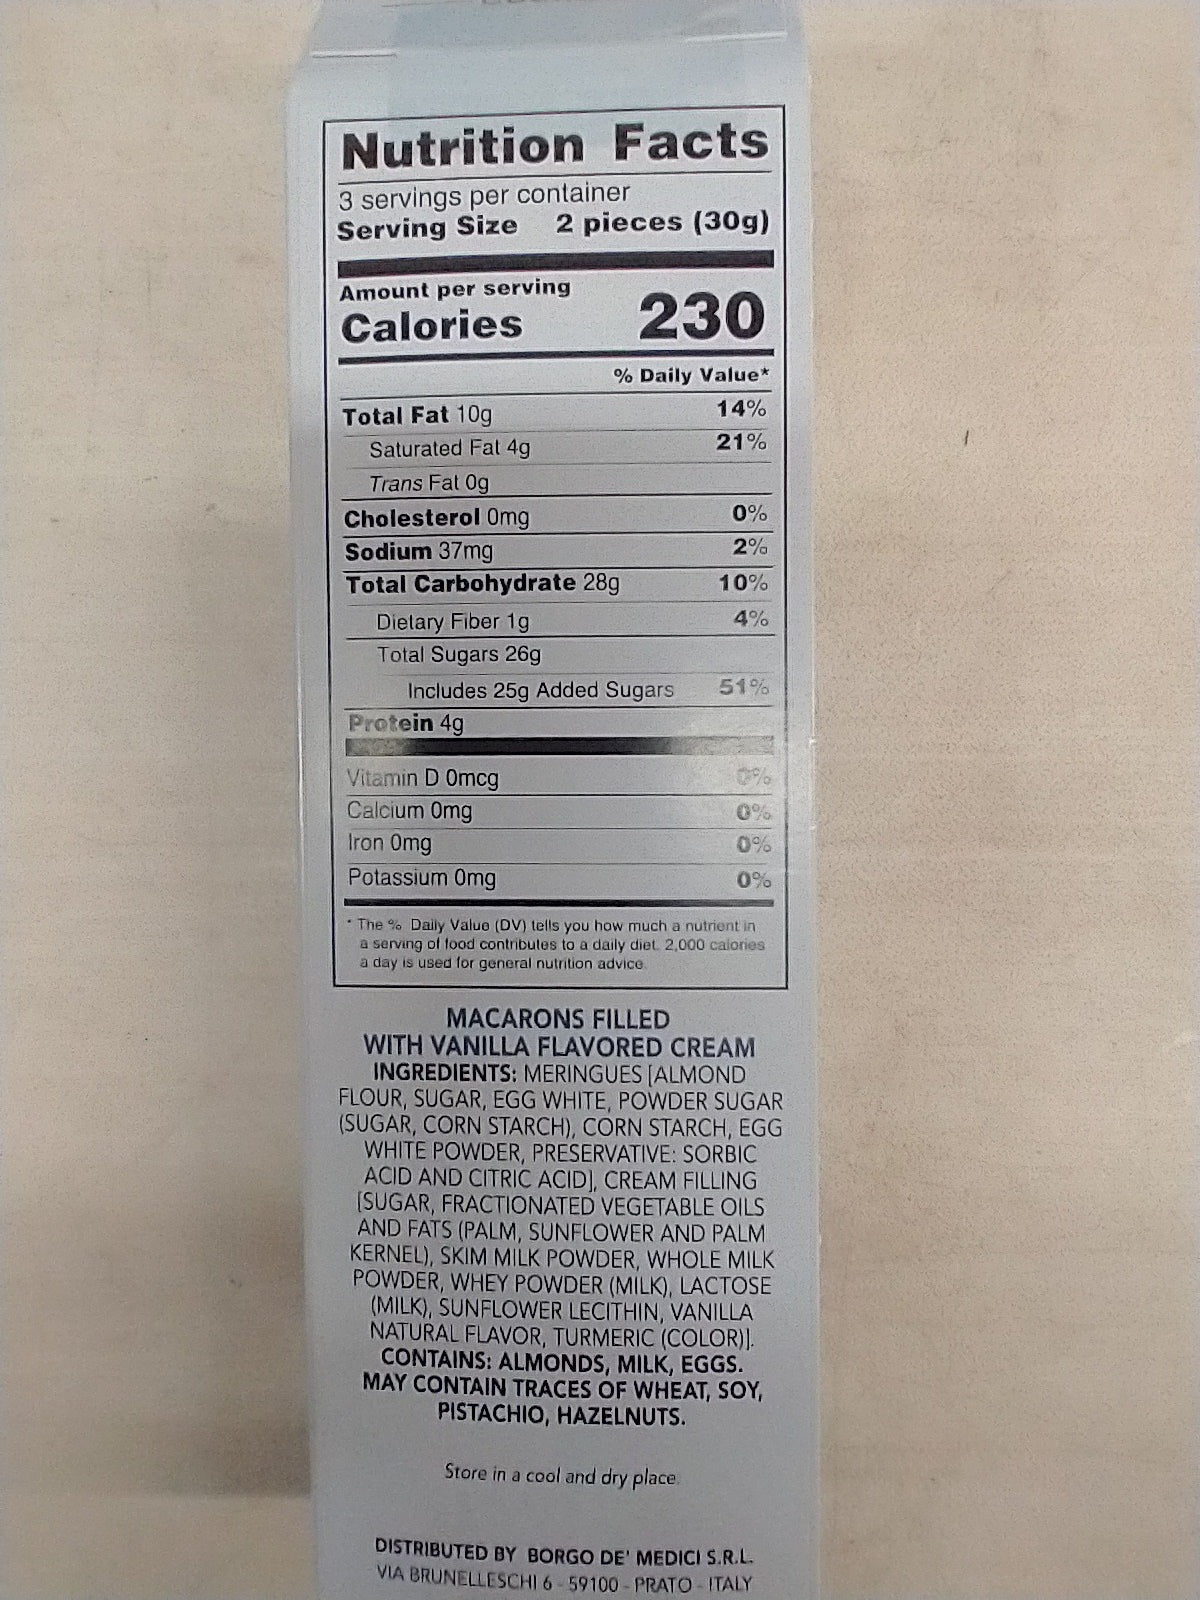 Nutrition Facts
3 servings per container
Serving Size 2 pieces (30g)
Amount per serving
Calories 230
% Daily Value*
Total Fat 10g 14%
Saturated Fat 4g 21%
Trans Fat 0g
Cholesterol 0mg 0%
Sodium 37mg 2%
Total Carbohydrate 28g 10%
Dietary Fiber 1g 4%
Total Sugars 26g
Includes 25g Added Sugars 51%
Protein 4g
Vitamin D 0mcg 0%
Calcium 0mg 0%
Iron 0mg 0%
Potassium 0mg 0%
* The % Daily Value (DV) tells you how much a nutrient in
a serving of food contributes to a daily diet. 2,000 calories
a day is used for general nutrition advice.
MACARONS FILLED
WITH VANILLA FLAVORED CREAM
INGREDIENTS: MERINGUES [ALMOND
FLOUR, SUGAR, EGG WHITE, POWDER SUGAR
(SUGAR, CORN STARCH), CORN STARCH, EGG
WHITE POWDER, PRESERVATIVE: SORBIC
ACID AND CITRIC ACID], CREAM FILLING
[SUGAR, FRACTIONATED VEGETABLE OILS
AND FATS (PALM, SUNFLOWER AND PALM
KERNEL), SKIM MILK POWDER, WHOLE MILK
POWDER, WHEY POWDER (MILK), LACTOSE
(MILK), SUNFLOWER LECITHIN, VANILLA
NATURAL FLAVOR, TURMERIC (COLOR)].
CONTAINS: ALMONDS, MILK, EGGS.
MAY CONTAIN TRACES OF WHEAT, SOY,
PISTACHIO, HAZELNUTS.
Store in a cool and dry place.
DISTRIBUTED BY BORGO DE' MEDICI S.R.L.
VIA BRUNELLESCHI 6 - 59100 - PRATO - ITALY